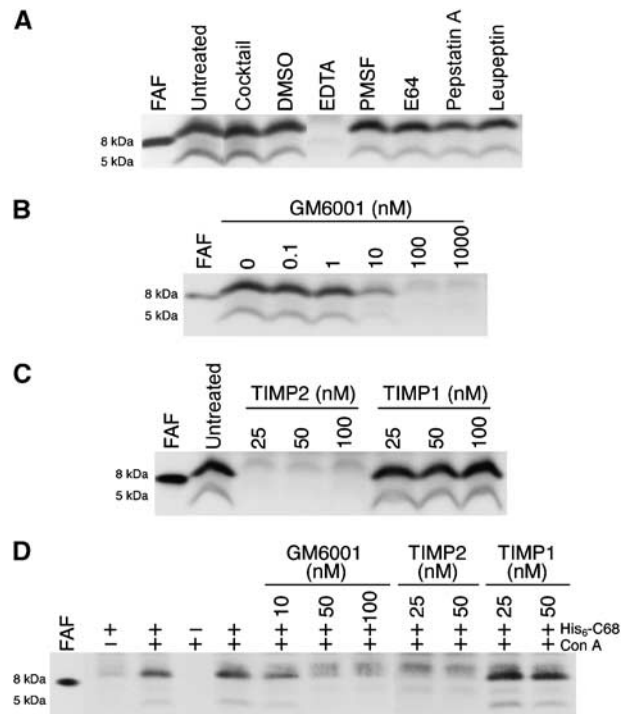 A
FAF
Untreated
Cocktail
DMSO
EDTA
PMSF
E64
Pepstatin A
Leupeptin
8 kDa
5 kDa
B
GM6001 (nM)
FAF
0
0.1
1
10
100
1000
8 kDa
5 kDa
C
TIMP2 (nM)
TIMP1 (nM)
FAF
Untreated
25
50
100
25
50
100
8 kDa
5 kDa
D
GM6001 (nM)
TIMP2 (nM)
TIMP1 (nM)
10
50
100
25
50
25
50
FAF
+ + – + + + + + + + + His₆-C68
– + + + + + + + + + + Con A
8 kDa
5 kDa